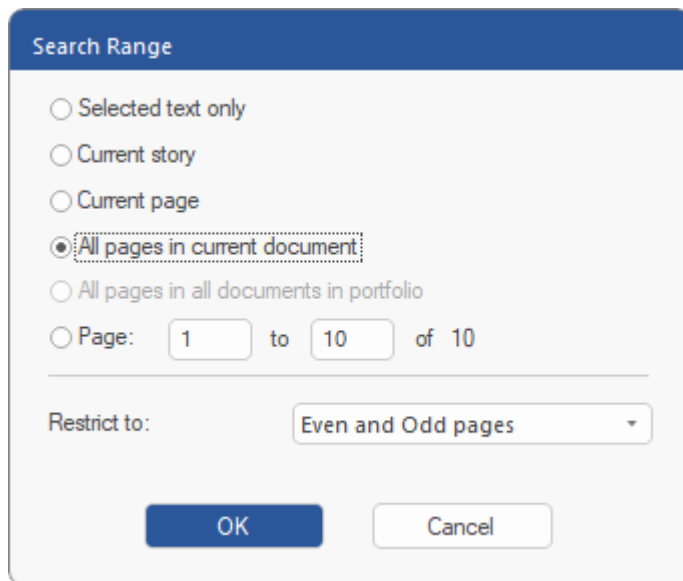 Search Range
Selected text only
Current story
Current page
All pages in current document
All pages in all documents in portfolio
Page: 1 to 10 of 10
Restrict to: Even and Odd pages
OK Cancel